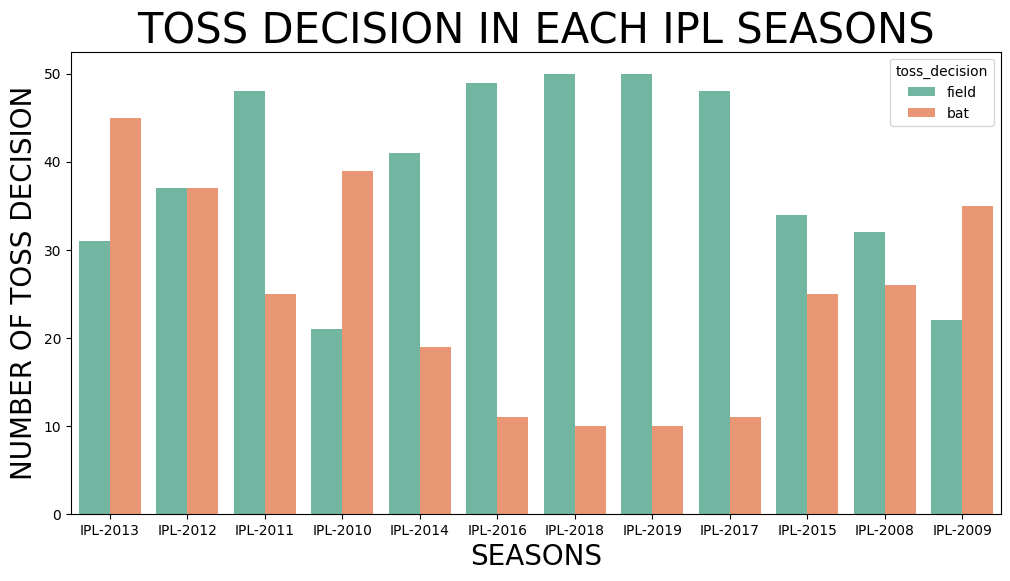 TOSS DECISION IN EACH IPL SEASONS
toss_decision
field
bat
NUMBER OF TOSS DECISION
50
40
30
20
10
0
IPL-2013 IPL-2012 IPL-2011 IPL-2010 IPL-2014 IPL-2016 IPL-2018 IPL-2019 IPL-2017 IPL-2015 IPL-2008 IPL-2009
SEASONS